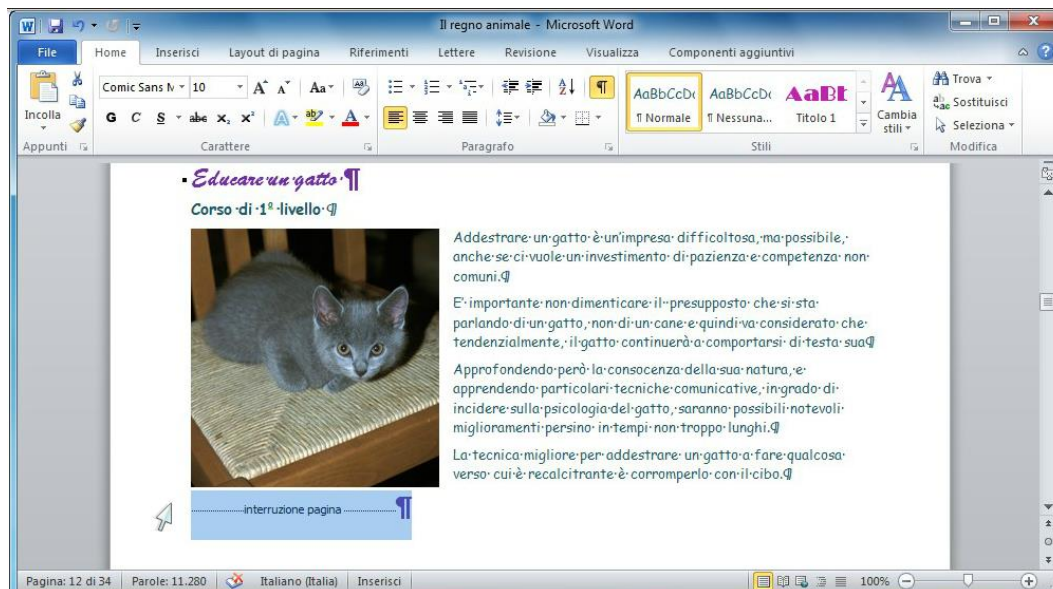 Il regno animale - Microsoft Word
File Home Inserisci Layout di pagina Riferimenti Lettere Revisione Visualizza Componenti aggiuntivi
Incolla
Comic Sans M 10
Aa
G C S abc x₂ x² A ab A
AaBbCcDc AaBbCcDc AaBt
¶ Normale ¶ Nessuna... Titolo 1
Cambia stili
Trova
Sostituisci
Seleziona
Appunti Carattere Paragrafo Stili Modifica
Educare un gatto ¶
Corso di 1° livello ¶
Addestrare un gatto è un'impresa difficoltosa, ma possibile,
anche se ci vuole un investimento di pazienza e competenza non
comuni.¶
E' importante non dimenticare il presupposto che si sta
parlando di un gatto, non di un cane e quindi va considerato che
tendenzialmente, il gatto continuerà a comportarsi di testa sua¶
Approfondendo però la consocenza della sua natura, e
apprendendo particolari tecniche comunicative, in grado di
incidere sulla psicologia del gatto, saranno possibili notevoli
miglioramenti persino in tempi non troppo lunghi.¶
La tecnica migliore per addestrare un gatto a fare qualcosa
verso cui è recalcitrante è corromperlo con il cibo.¶
interruzione pagina ¶
Pagina: 12 di 34 Parole: 11.280 Italiano (Italia) Inserisci 100%